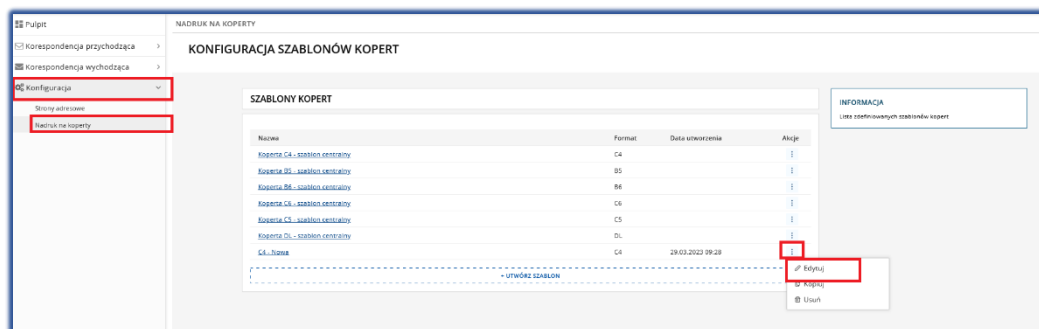 Pulpit
Korespondencja przychodząca
Korespondencja wychodząca
Konfiguracja
Strony adresowe
Nadruk na koperty
NADRUK NA KOPERTY
KONFIGURACJA SZABLONÓW KOPERT
SZABLONY KOPERT
Nazwa Format Data utworzenia Akcje
Koperta C4 - szablon centralny C4
Koperta B5 - szablon centralny B5
Koperta B6 - szablon centralny B6
Koperta C6 - szablon centralny C6
Koperta C5 - szablon centralny C5
Koperta DL - szablon centralny DL
C4 - Nowa C4 29.03.2023 09:28
+ UTWÓRZ SZABLON
Edytuj
Kopiuj
Usuń
INFORMACJA
Lista zdefiniowanych szablonów kopert